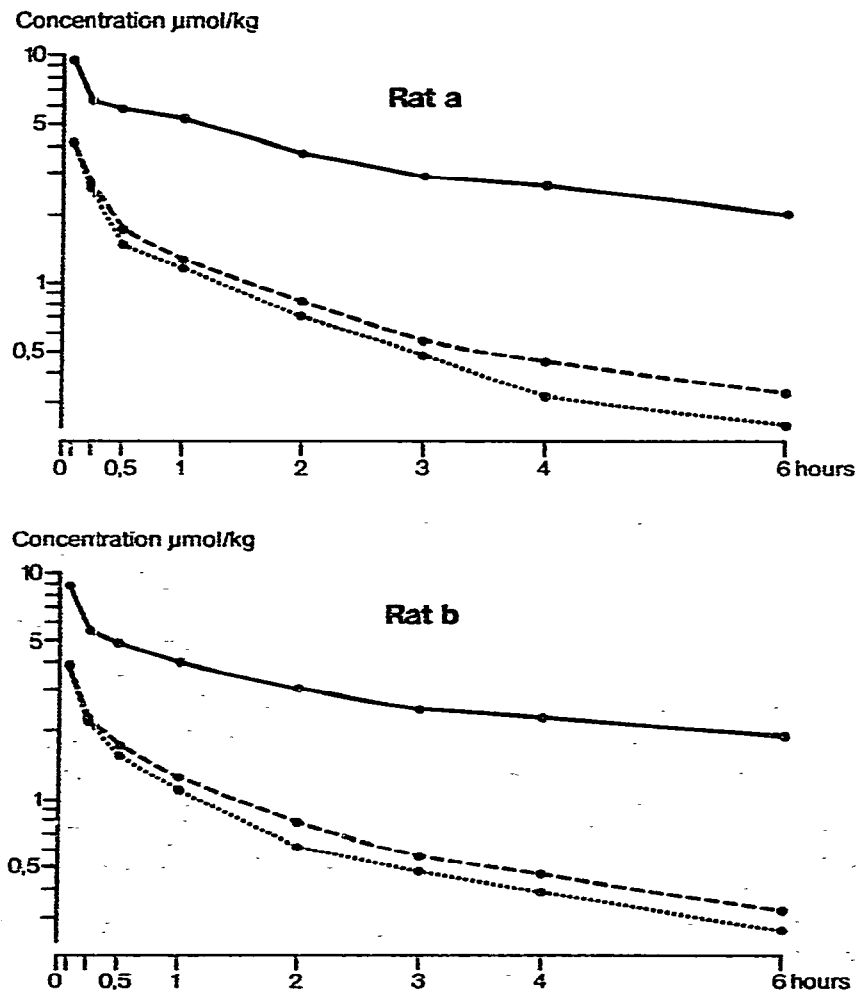 Concentration µmol/kg
Rat a
10
5
1
0,5
0 0,5 1 2 3 4 6 hours
Concentration µmol/kg
Rat b
10
5
1
0,5
0 0,5 1 2 3 4 6 hours